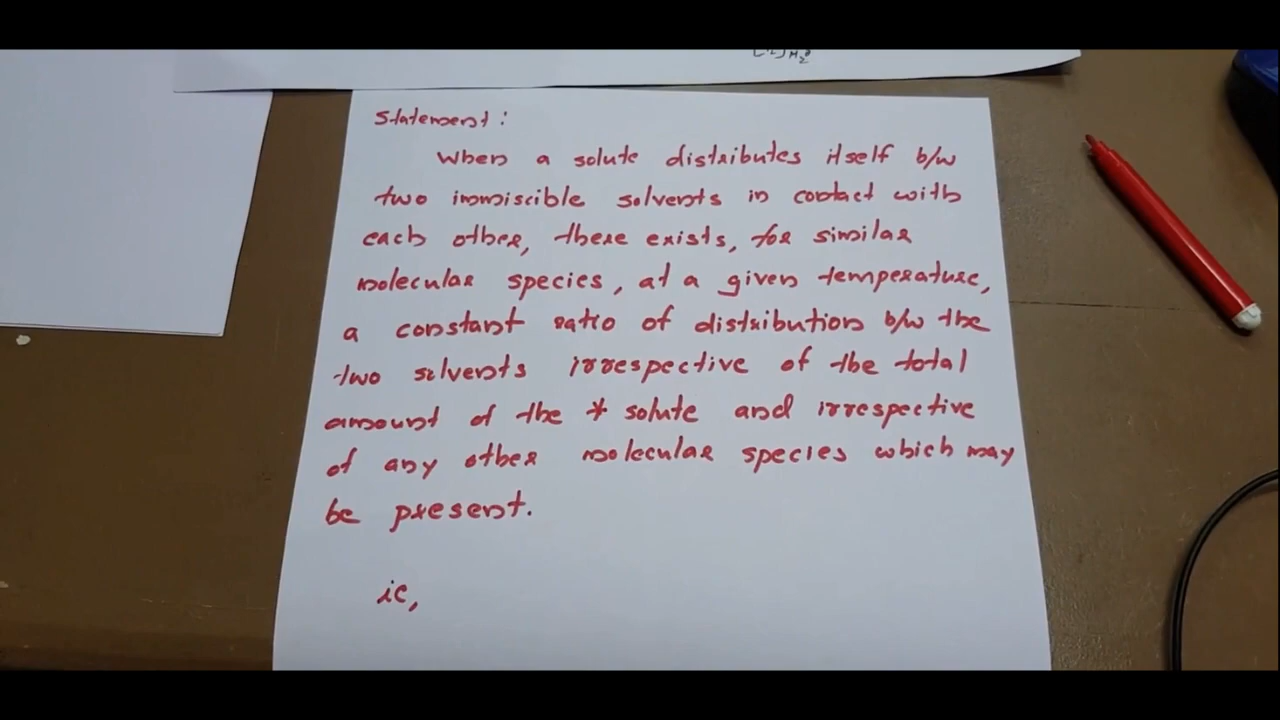 [I2]H2O
Statement:
When a solute distributes itself b/w
two immiscible solvents in contact with
each other, there exists, for similar
molecular species, at a given temperature,
a constant ratio of distribution b/w the
two solvents irrespective of the total
amount of the * solute and irrespective
of any other molecular species which may
be present.
ie,